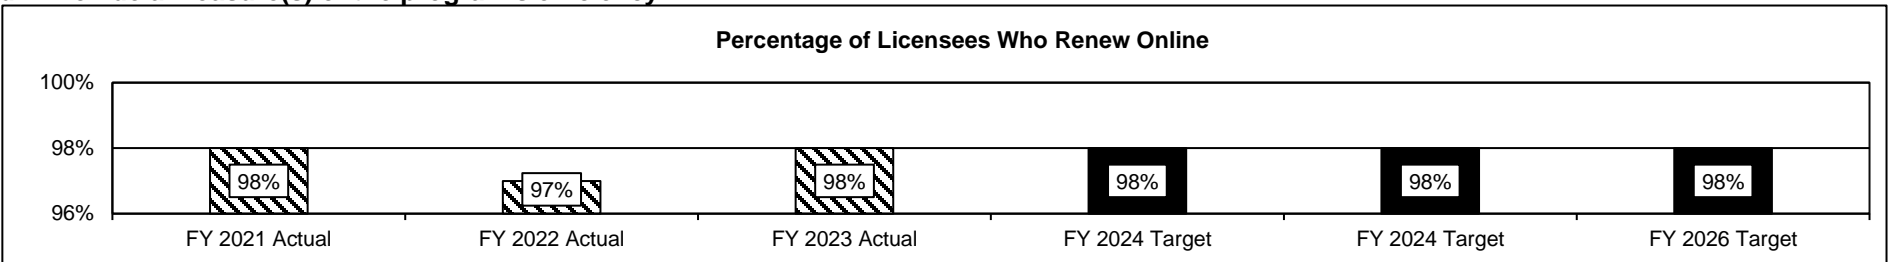 Percentage of Licensees Who Renew Online
100%
98%
96%
98%
97%
98%
98%
98%
98%
FY 2021 Actual
FY 2022 Actual
FY 2023 Actual
FY 2024 Target
FY 2024 Target
FY 2026 Target